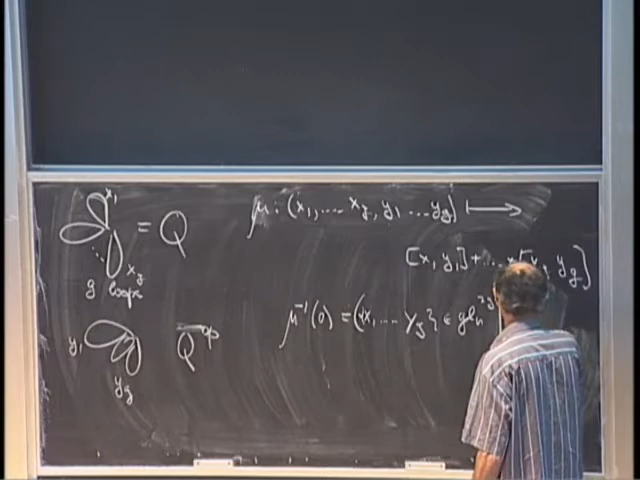 x₁
= Q
x_g
g loops
y₁
Q^op
y_g
μ : (x₁, ... x_g, y₁ ... y_g) ⟼
[x₁ y₁] + ... + [x_g y_g]
μ⁻¹(0) = {(x₁ ... y_g} ∈ gl_n^2g